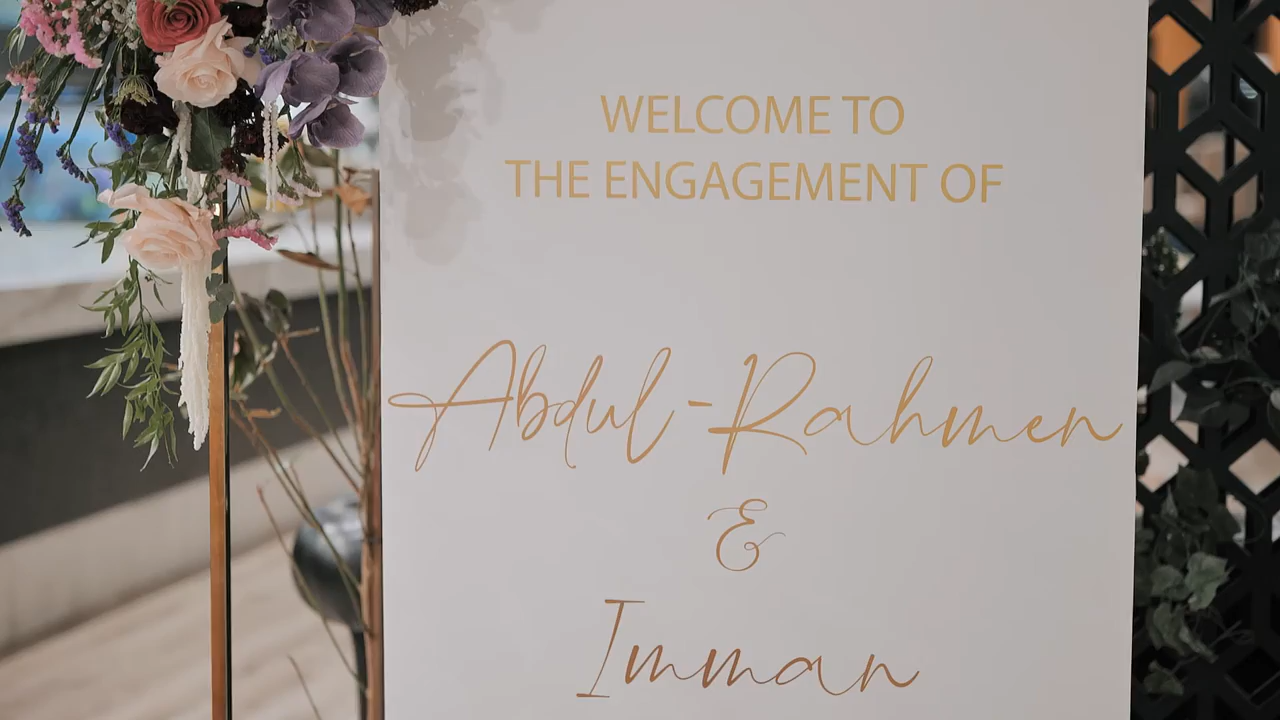 WELCOME TO
THE ENGAGEMENT OF
Abdul-Rahmen
&
Imman